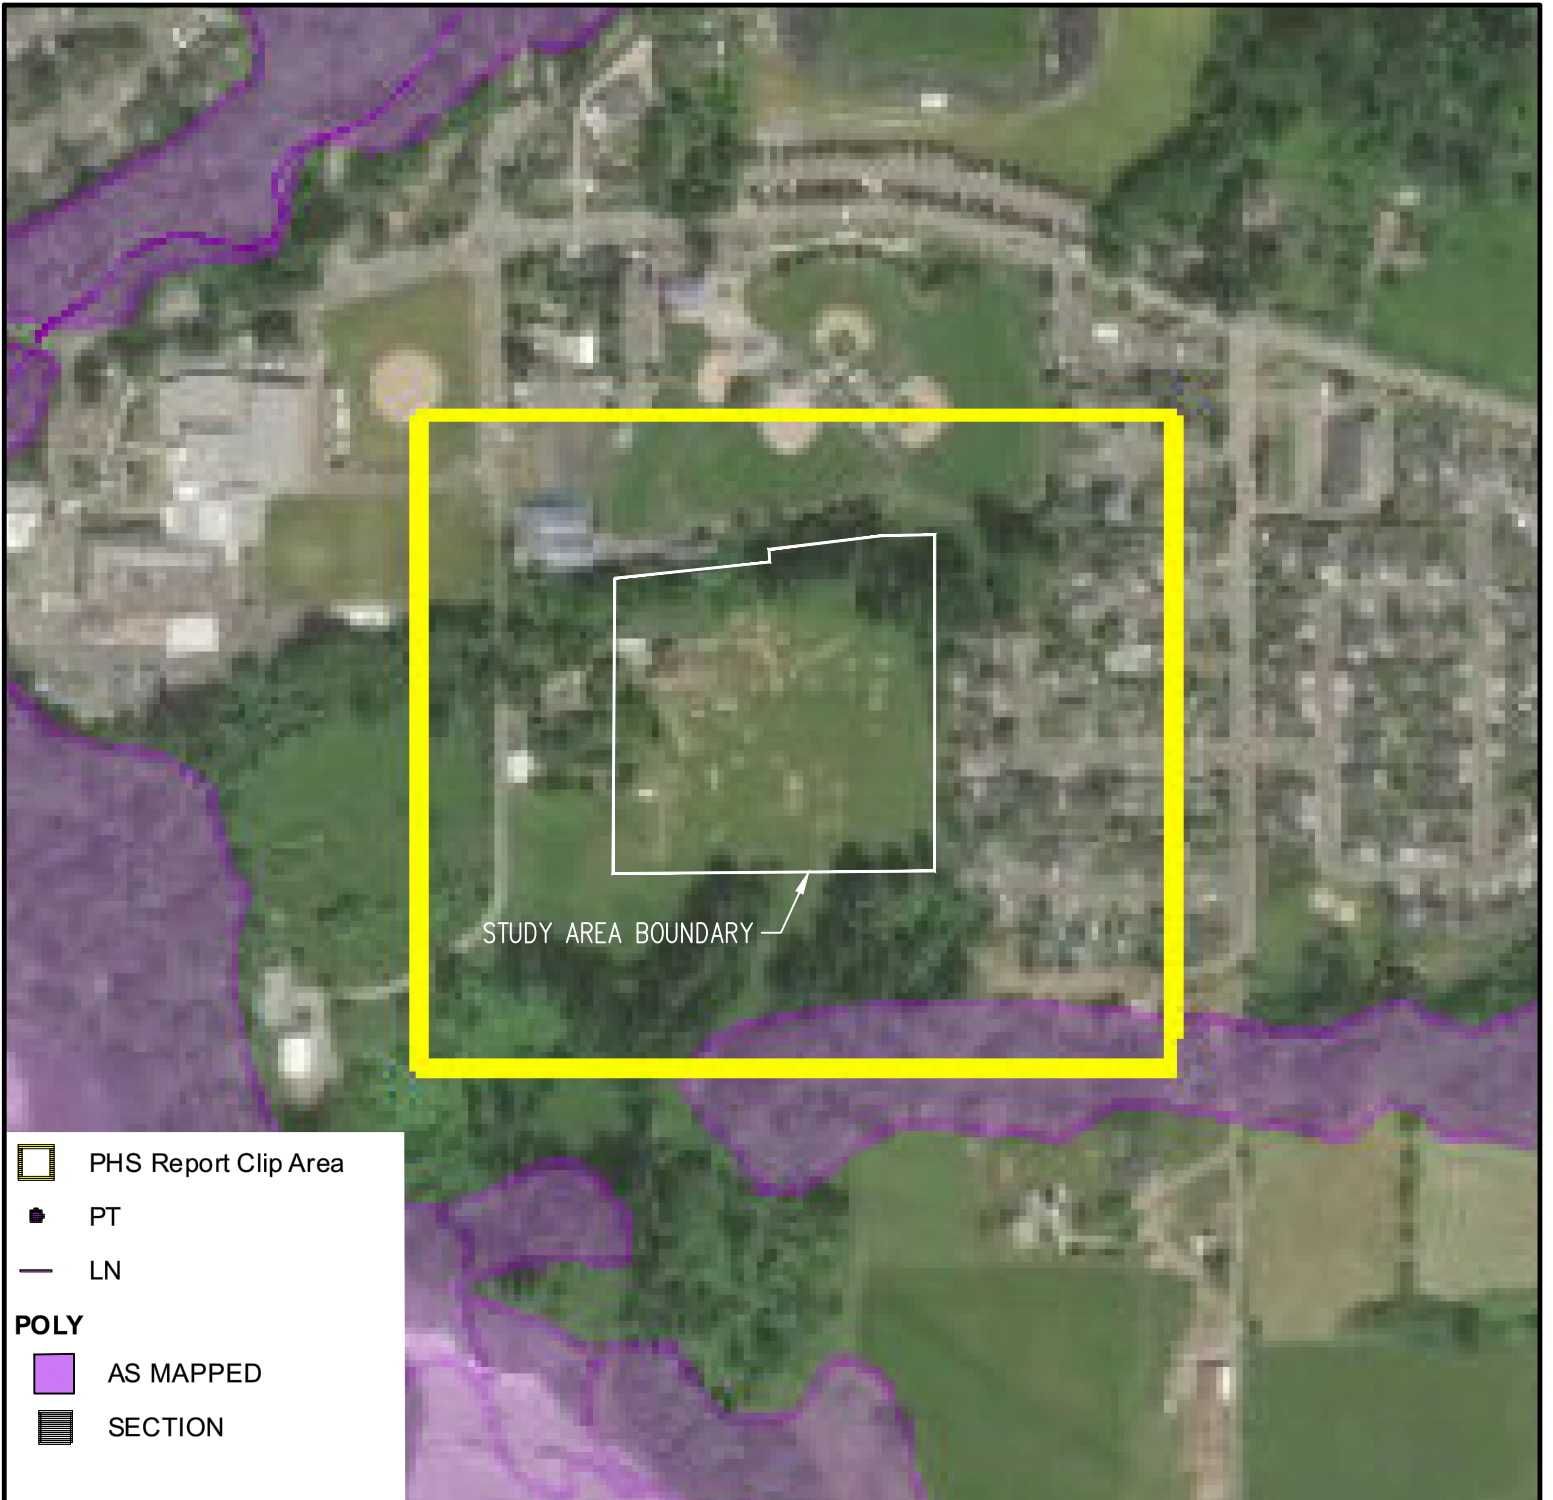 STUDY AREA BOUNDARY
PHS Report Clip Area
PT
LN
POLY
AS MAPPED
SECTION